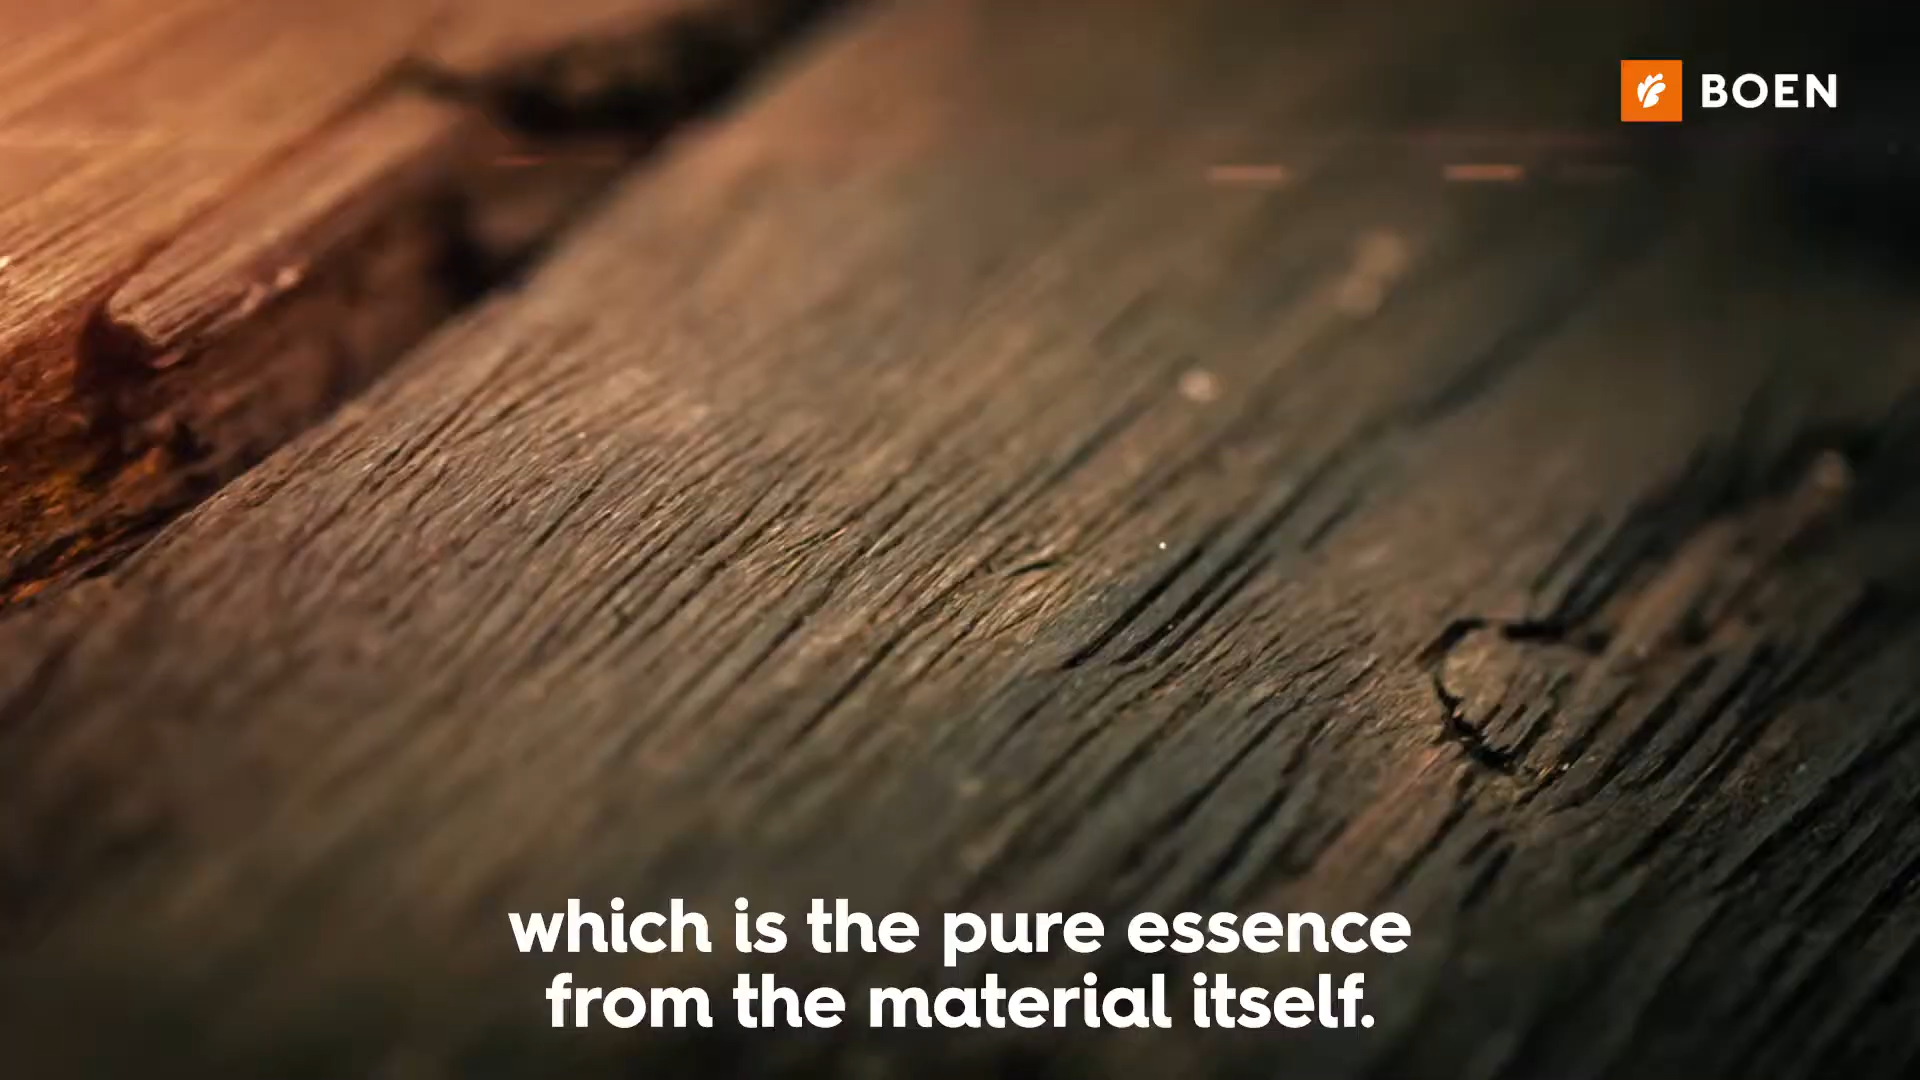 BOEN
which is the pure essence
from the material itself.